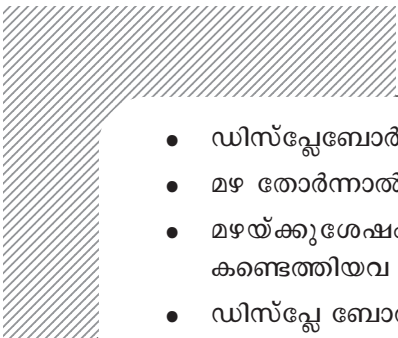 ഡിസ്പ്ലേബോർ
മഴ തോർന്നാൽ
മഴയ്ക്കുശേഷം
കണ്ടെത്തിയവ
ഡിസ്പ്ലേ ബോർ